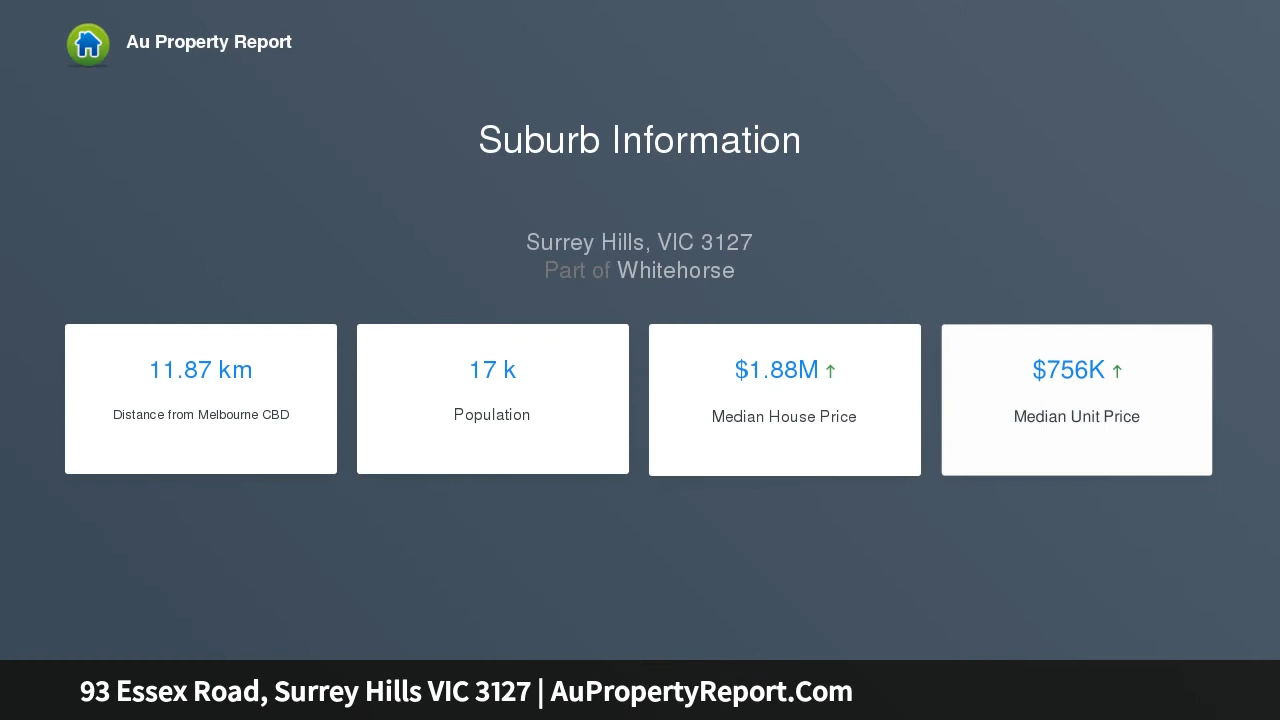 Au Property Report
Suburb Information
Surrey Hills, VIC 3127
Part of Whitehorse
11.87 km
Distance from Melbourne CBD
17 k
Population
$1.88M ↑
Median House Price
$756K ↑
Median Unit Price
93 Essex Road, Surrey Hills VIC 3127 | AuPropertyReport.Com